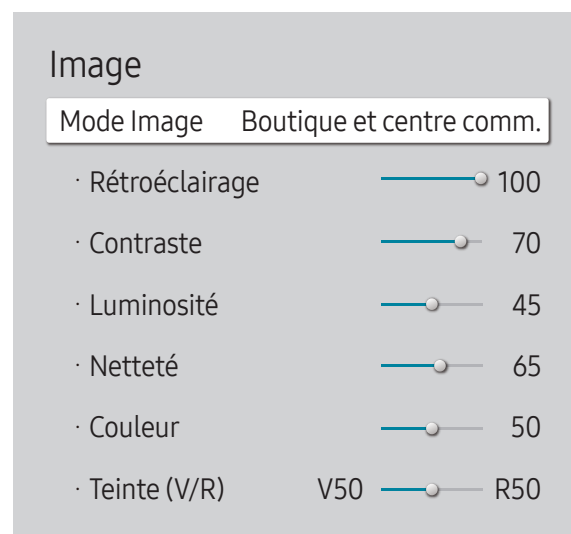 Image
Mode Image Boutique et centre comm.
· Rétroéclairage 100
· Contraste 70
· Luminosité 45
· Netteté 65
· Couleur 50
· Teinte (V/R) V50 R50